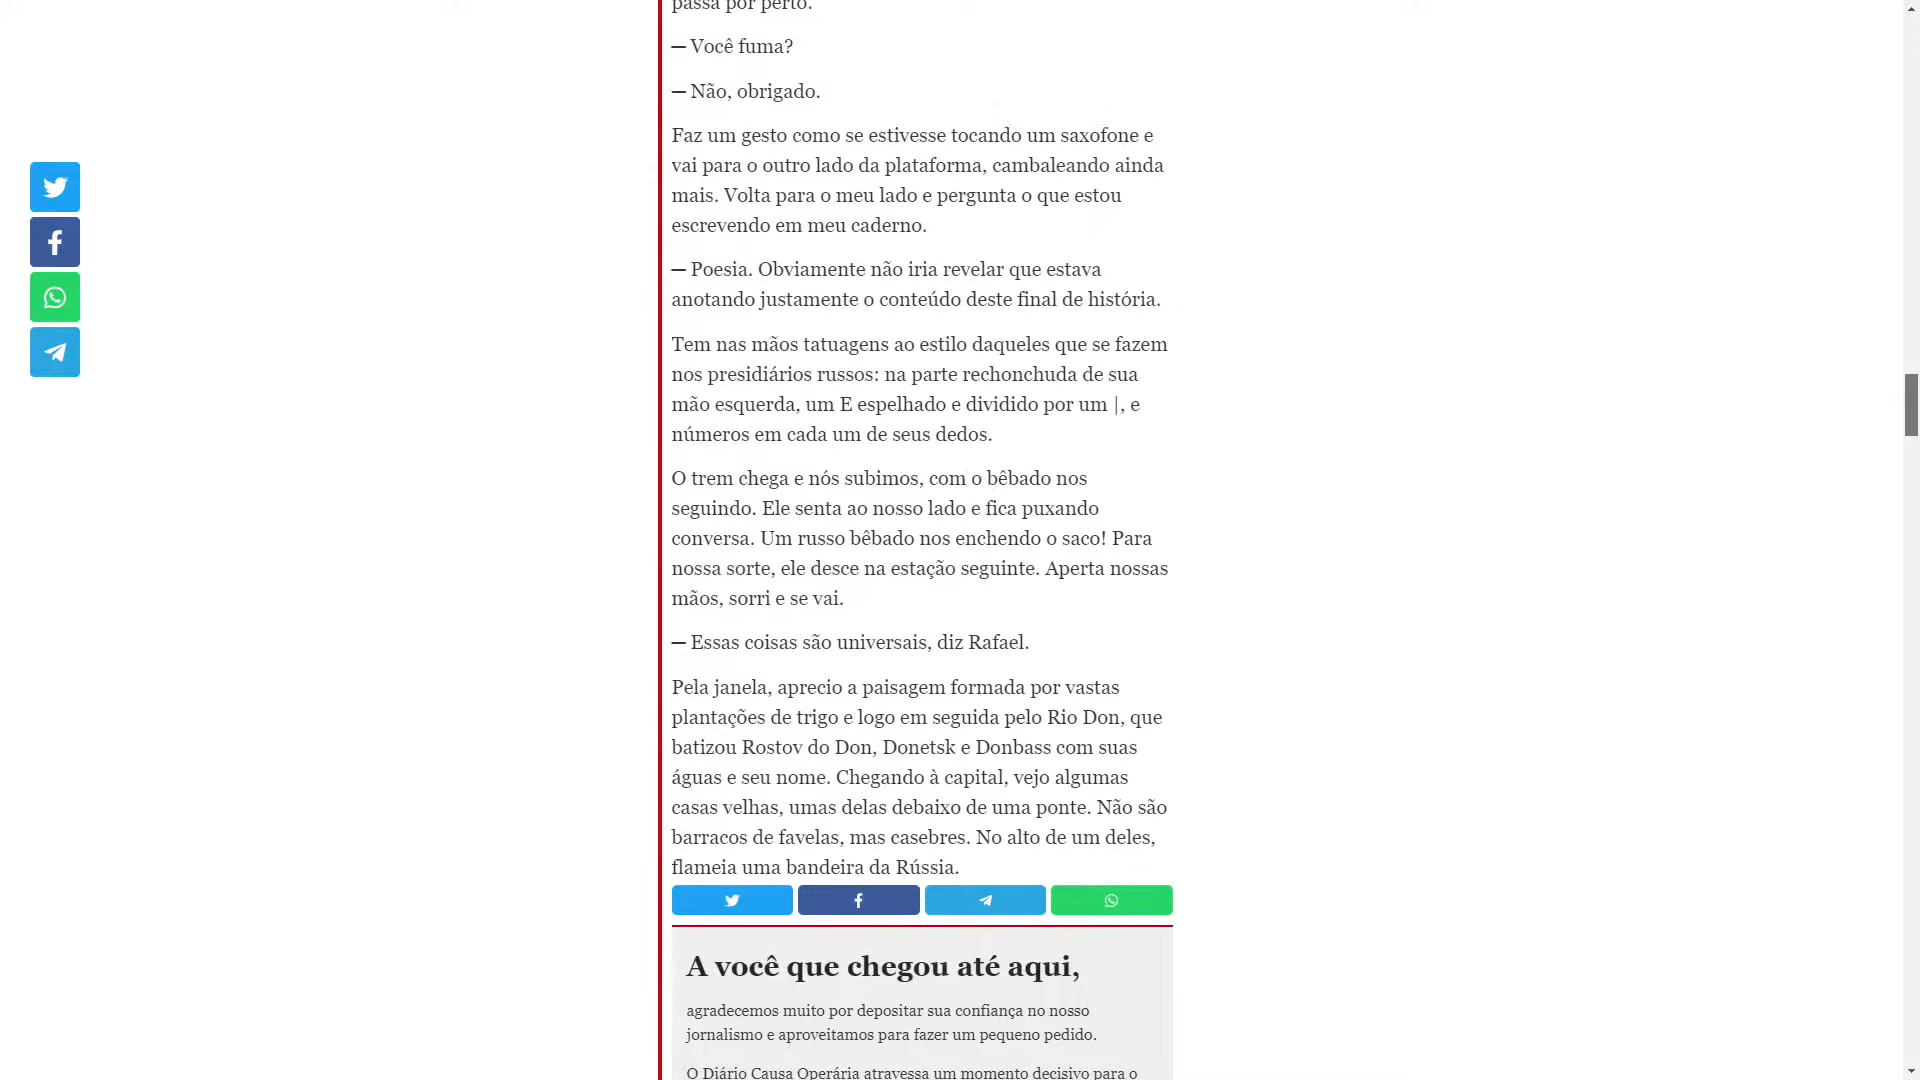 passa por perto.
— Você fuma?
— Não, obrigado.
Faz um gesto como se estivesse tocando um saxofone e
vai para o outro lado da plataforma, cambaleando ainda
mais. Volta para o meu lado e pergunta o que estou
escrevendo em meu caderno.
— Poesia. Obviamente não iria revelar que estava
anotando justamente o conteúdo deste final de história.
Tem nas mãos tatuagens ao estilo daqueles que se fazem
nos presidiários russos: na parte rechonchuda de sua
mão esquerda, um E espelhado e dividido por um |, e
números em cada um de seus dedos.
O trem chega e nós subimos, com o bêbado nos
seguindo. Ele senta ao nosso lado e fica puxando
conversa. Um russo bêbado nos enchendo o saco! Para
nossa sorte, ele desce na estação seguinte. Aperta nossas
mãos, sorri e se vai.
— Essas coisas são universais, diz Rafael.
Pela janela, aprecio a paisagem formada por vastas
plantações de trigo e logo em seguida pelo Rio Don, que
batizou Rostov do Don, Donetsk e Donbass com suas
águas e seu nome. Chegando à capital, vejo algumas
casas velhas, umas delas debaixo de uma ponte. Não são
barracos de favelas, mas casebres. No alto de um deles,
flameia uma bandeira da Rússia.
A você que chegou até aqui,
agradecemos muito por depositar sua confiança no nosso
jornalismo e aproveitamos para fazer um pequeno pedido.
O Diário Causa Operária atravessa um momento decisivo para o